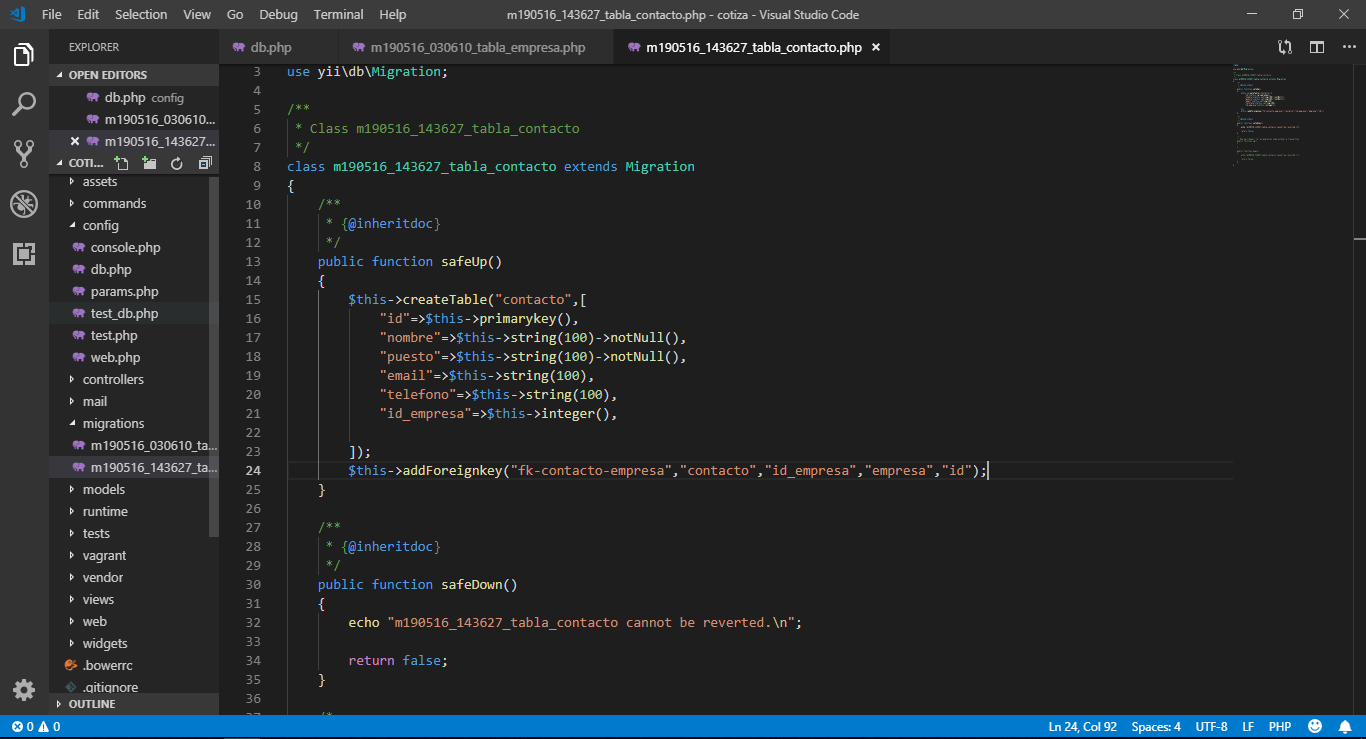 File Edit Selection View Go Debug Terminal Help
m190516_143627_tabla_contacto.php - cotiza - Visual Studio Code
EXPLORER
OPEN EDITORS
db.php config
m190516_030610...
m190516_143627...
COTI...
assets
commands
config
console.php
db.php
params.php
test_db.php
test.php
web.php
controllers
mail
migrations
m190516_030610_ta...
m190516_143627_ta...
models
runtime
tests
vagrant
vendor
views
web
widgets
.bowerrc
.gitignore
OUTLINE
db.php
m190516_030610_tabla_empresa.php
m190516_143627_tabla_contacto.php
3 use yii\db\Migration;
4
5 /**
6 * Class m190516_143627_tabla_contacto
7 */
8 class m190516_143627_tabla_contacto extends Migration
9 {
10 /**
11 * {@inheritdoc}
12 */
13 public function safeUp()
14 {
15 $this->createTable("contacto",[
16 "id"=>$this->primarykey(),
17 "nombre"=>$this->string(100)->notNull(),
18 "puesto"=>$this->string(100)->notNull(),
19 "email"=>$this->string(100),
20 "telefono"=>$this->string(100),
21 "id_empresa"=>$this->integer(),
22
23 ]);
24 $this->addForeignkey("fk-contacto-empresa","contacto","id_empresa","empresa","id");
25 }
26
27 /**
28 * {@inheritdoc}
29 */
30 public function safeDown()
31 {
32 echo "m190516_143627_tabla_contacto cannot be reverted.\n";
33
34 return false;
35 }
36
37 /*
0 0
Ln 24, Col 92 Spaces: 4 UTF-8 LF PHP